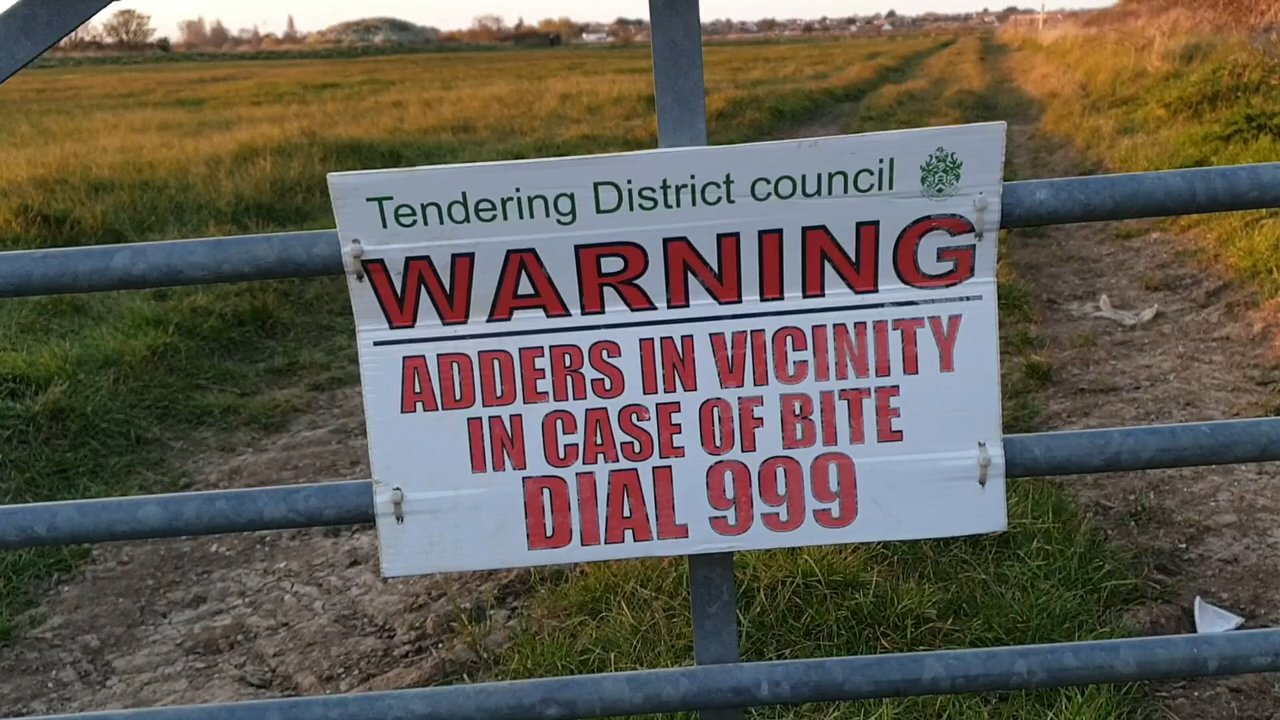 Tendering District council
WARNING
ADDERS IN VICINITY
IN CASE OF BITE
DIAL 999